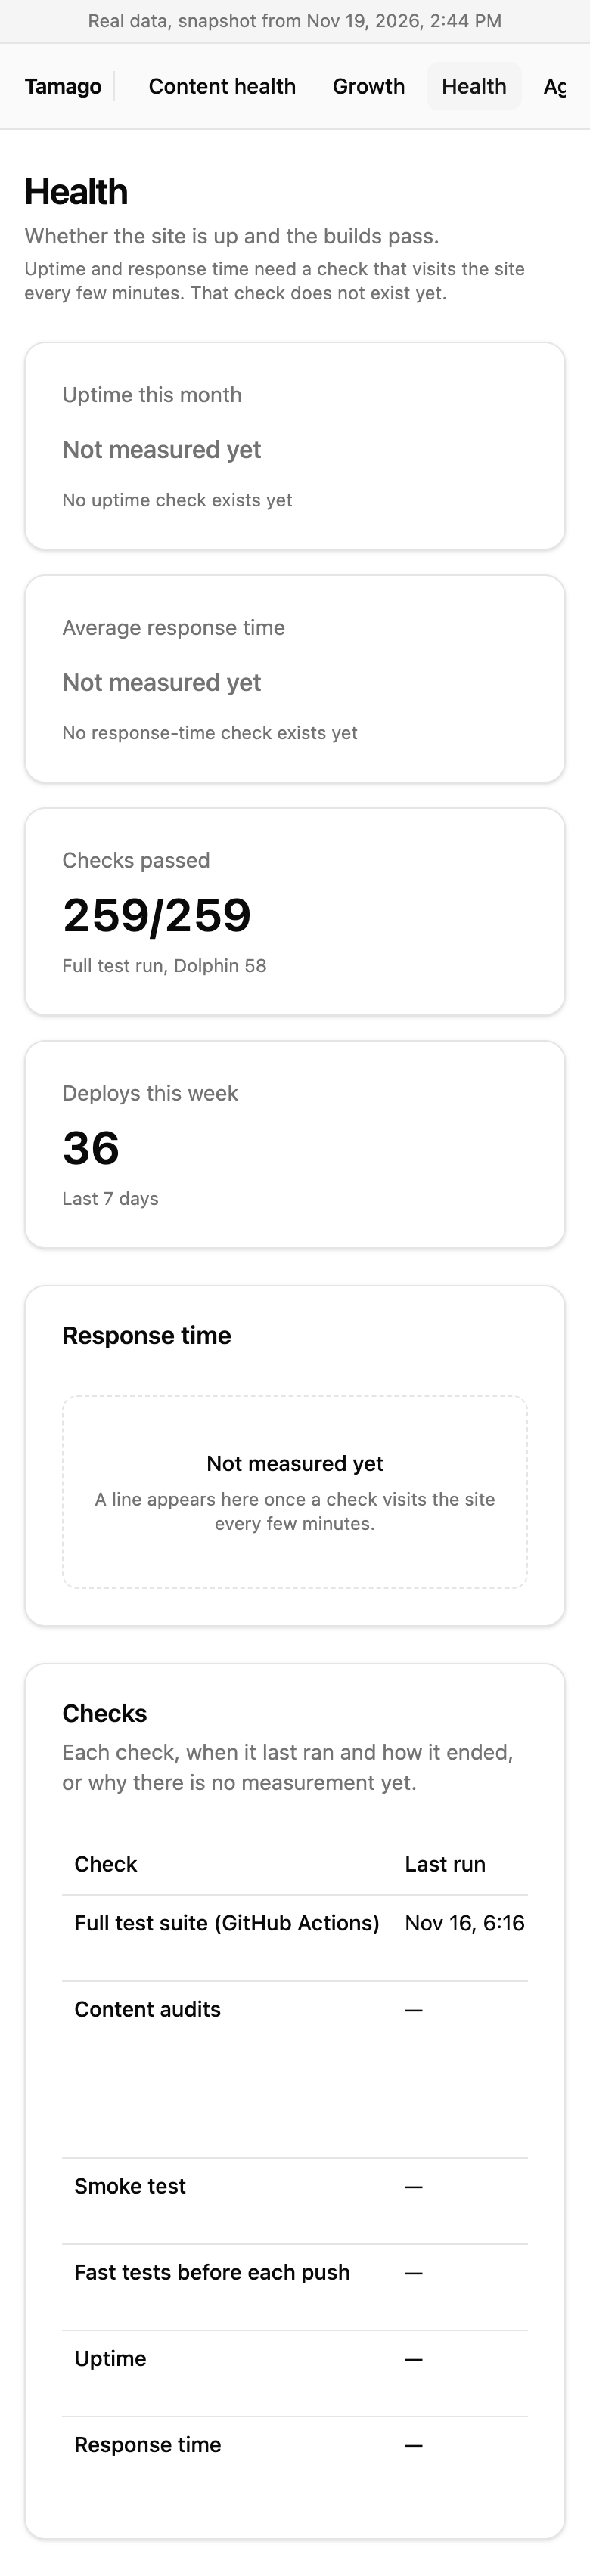 Real data, snapshot from Nov 19, 2026, 2:44 PM
Tamago Content health Growth Health Ag
Health
Whether the site is up and the builds pass.
Uptime and response time need a check that visits the site
every few minutes. That check does not exist yet.
Uptime this month
Not measured yet
No uptime check exists yet
Average response time
Not measured yet
No response-time check exists yet
Checks passed
259/259
Full test run, Dolphin 58
Deploys this week
36
Last 7 days
Response time
Not measured yet
A line appears here once a check visits the site
every few minutes.
Checks
Each check, when it last ran and how it ended,
or why there is no measurement yet.
Check Last run
Full test suite (GitHub Actions) Nov 16, 6:16
Content audits —
Smoke test —
Fast tests before each push —
Uptime —
Response time —